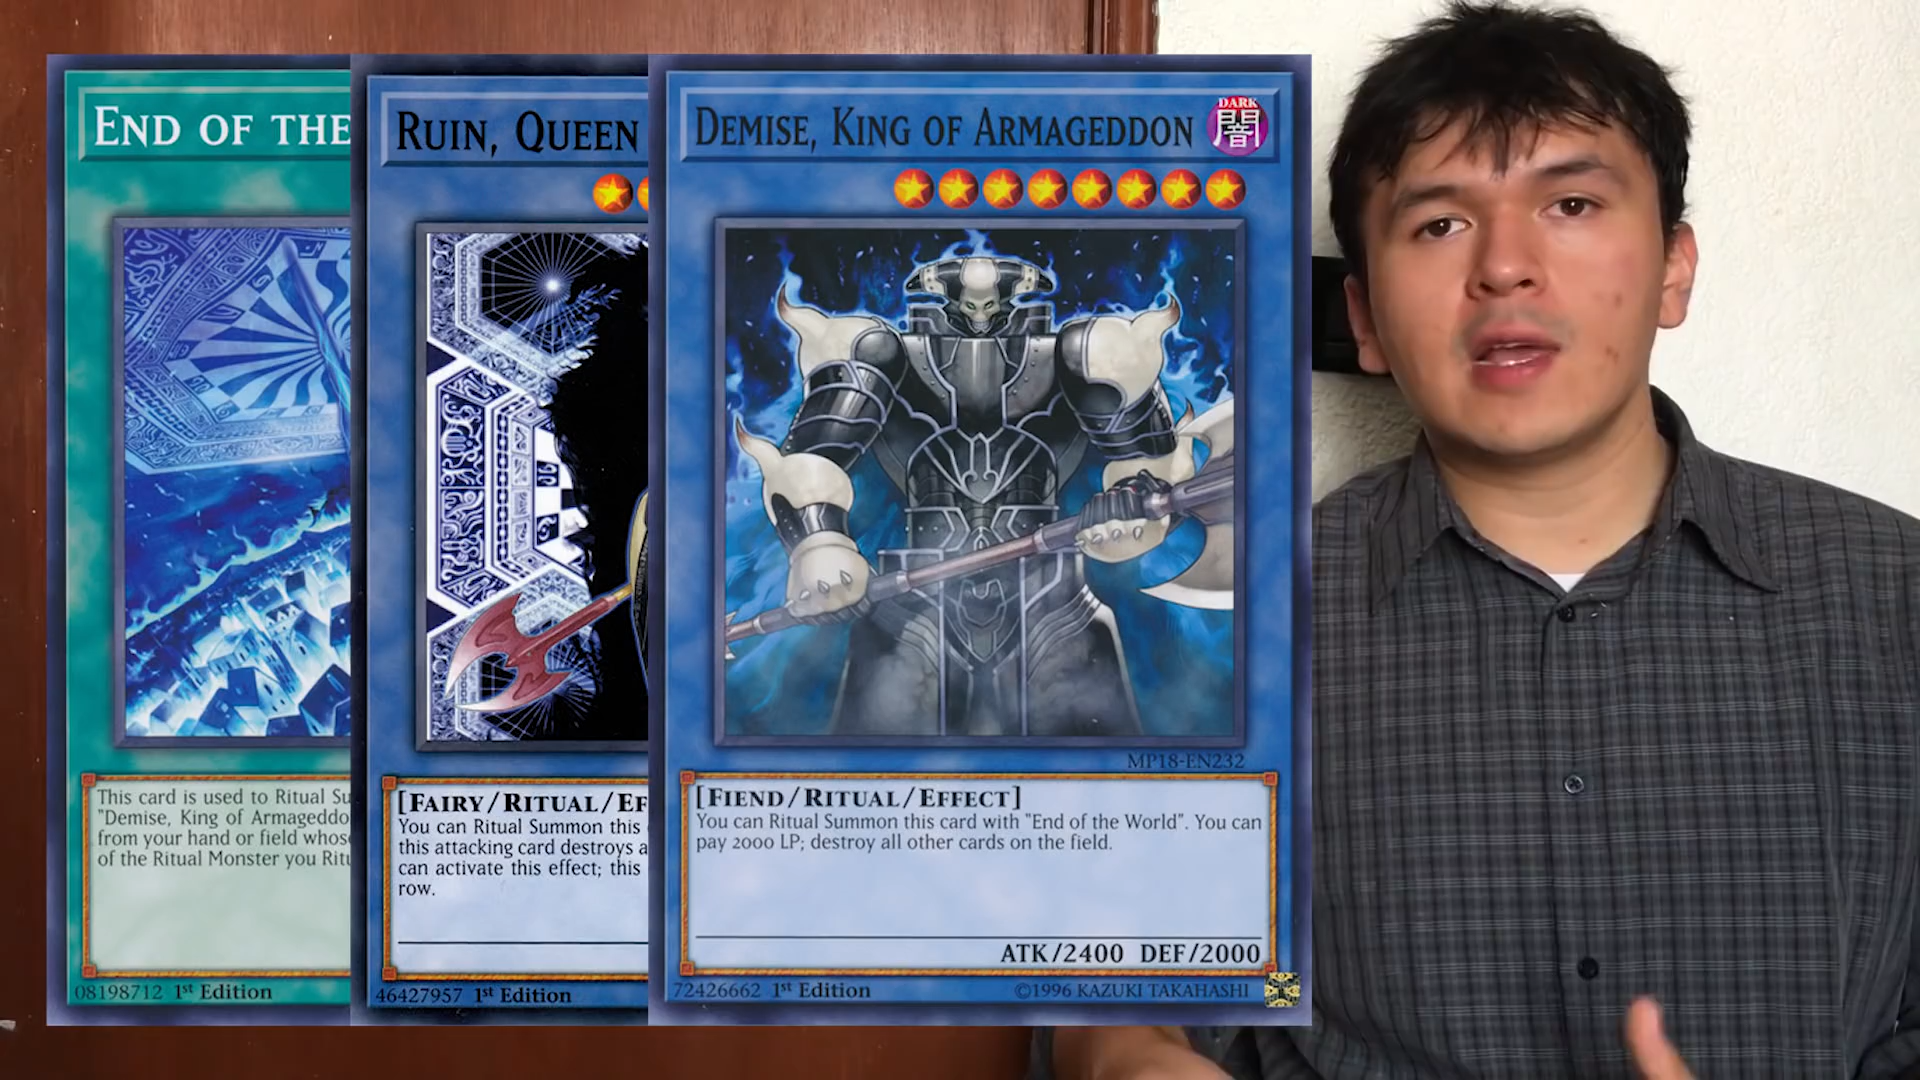 END OF THE
This card is used to Ritual Su
"Demise, King of Armageddo
from your hand or field whose
of the Ritual Monster you Ritu
08198712 1st Edition
RUIN, QUEEN
[FAIRY/RITUAL/EF
You can Ritual Summon this
this attacking card destroys a
can activate this effect; this
row.
46427957 1st Edition
DEMISE, KING OF ARMAGEDDON
DARK
闇
MP18-EN232
[FIEND/RITUAL/EFFECT]
You can Ritual Summon this card with "End of the World". You can
pay 2000 LP; destroy all other cards on the field.
ATK/2400 DEF/2000
72426662 1st Edition
©1996 KAZUKI TAKAHASHI